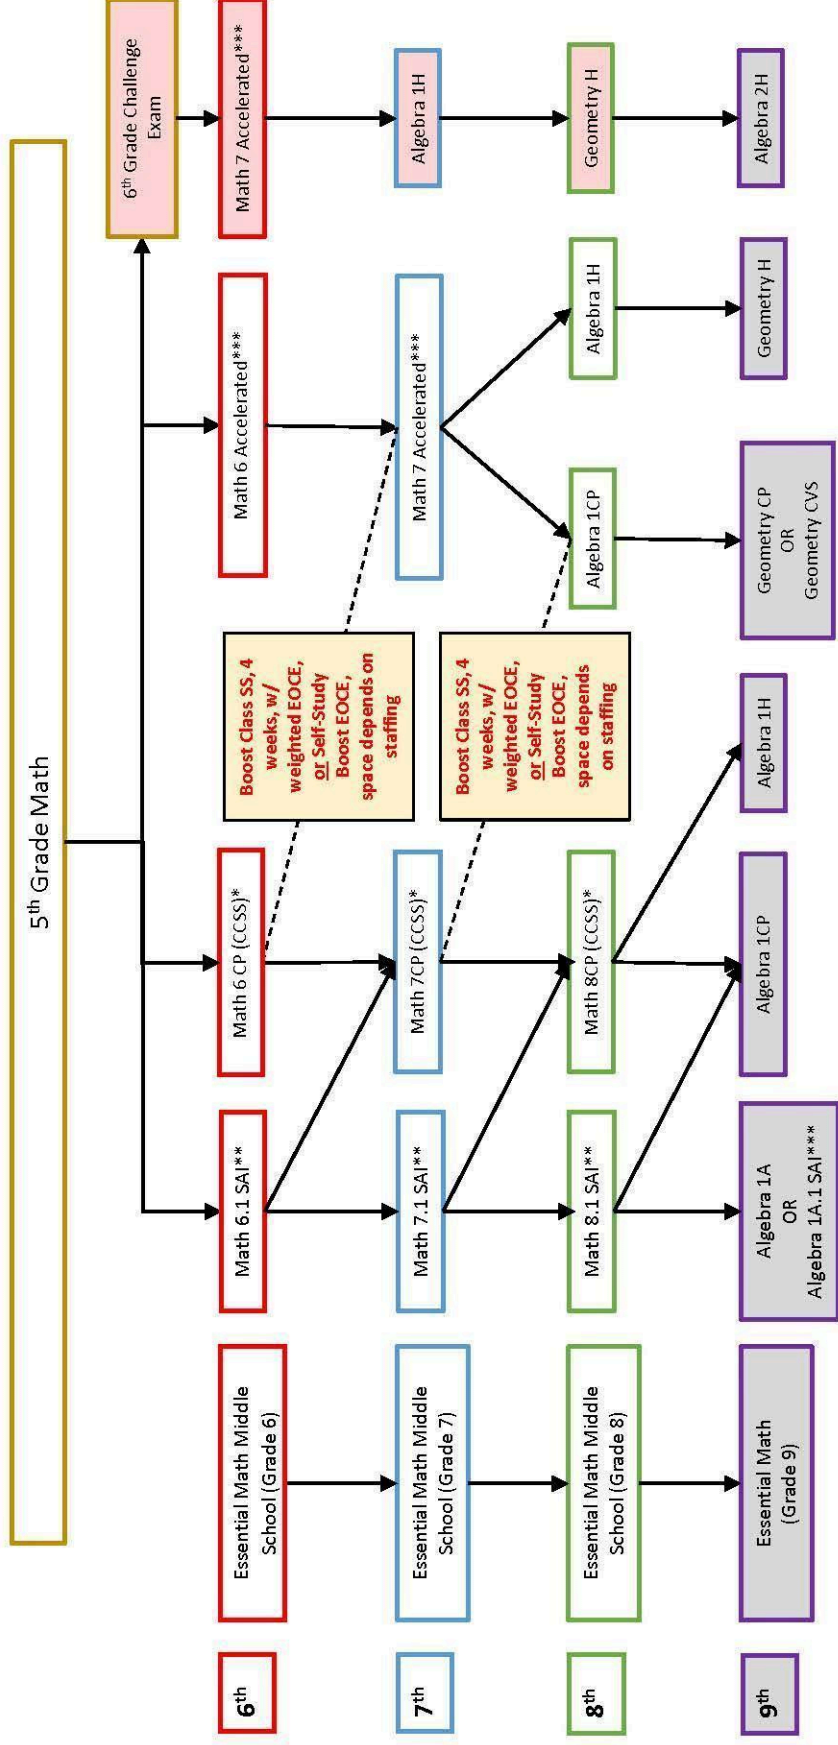 5th Grade Math
6th Grade Challenge
Exam
6th
Essential Math Middle
School (Grade 6)
Math 6.1 SAI**
Math 6 CP (CCSS)*
Math 6 Accelerated***
Math 7 Accelerated***
Boost Class SS, 4
weeks, w/
weighted EOCE,
or Self-Study
Boost EOCE,
space depends on
staffing
7th
Essential Math Middle
School (Grade 7)
Math 7.1 SAI**
Math 7CP (CCSS)*
Math 7 Accelerated***
Algebra 1H
Boost Class SS, 4
weeks, w/
weighted EOCE,
or Self-Study
Boost EOCE,
space depends
on staffing
8th
Essential Math Middle
School (Grade 8)
Math 8.1 SAI**
Math 8CP (CCSS)*
Algebra 1CP
Algebra 1H
Geometry H
9th
Essential Math
(Grade 9)
Algebra 1A
OR
Algebra 1A.1 SAI***
Algebra 1CP
Algebra 1H
Geometry CP
OR
Geometry CVS
Geometry H
Algebra 2H